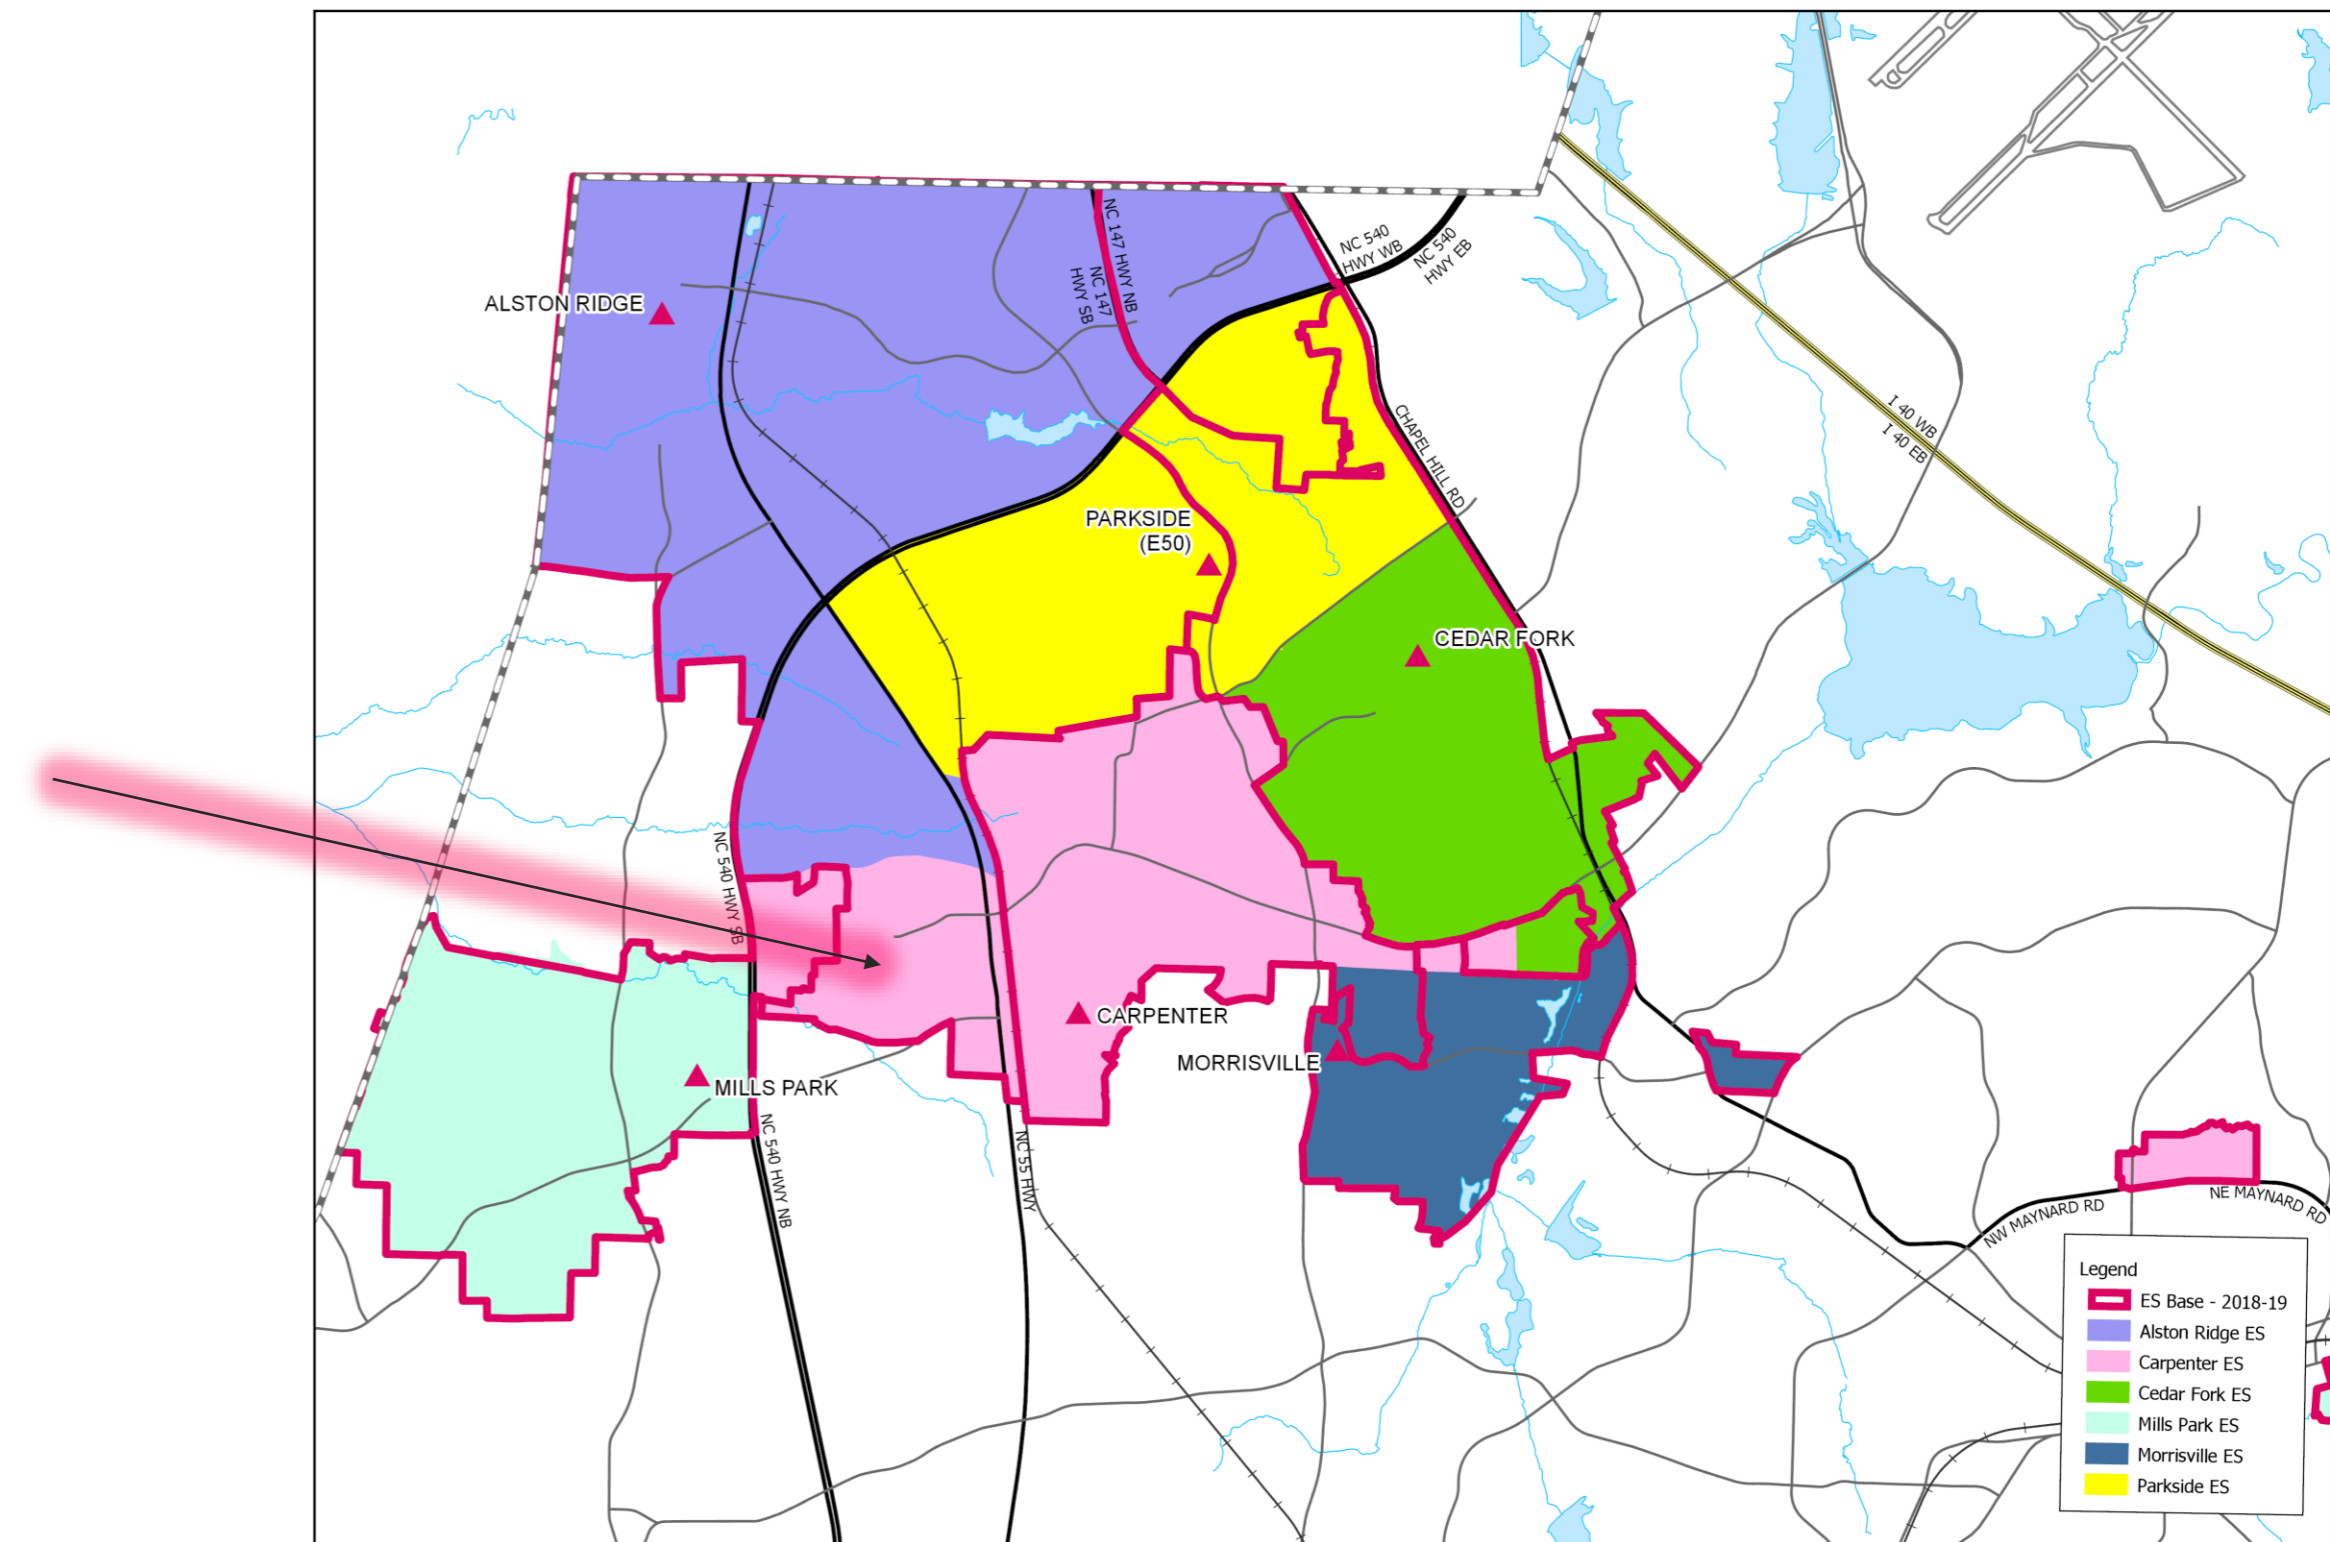 NC 147 HWY NB
NC 147
HWY SB
NC 540
HWY WB
NC 540
HWY EB
ALSTON RIDGE
I 40 WB
I 40 EB
CHAPEL HILL RD
PARKSIDE
(E50)
CEDAR FORK
NC 540 HWY SB
CARPENTER
MORRISVILLE
MILLS PARK
NC 540 HWY NB
NC 55 HWY
NW MAYNARD RD
NE MAYNARD RD
Legend
ES Base - 2018-19
Alston Ridge ES
Carpenter ES
Cedar Fork ES
Mills Park ES
Morrisville ES
Parkside ES